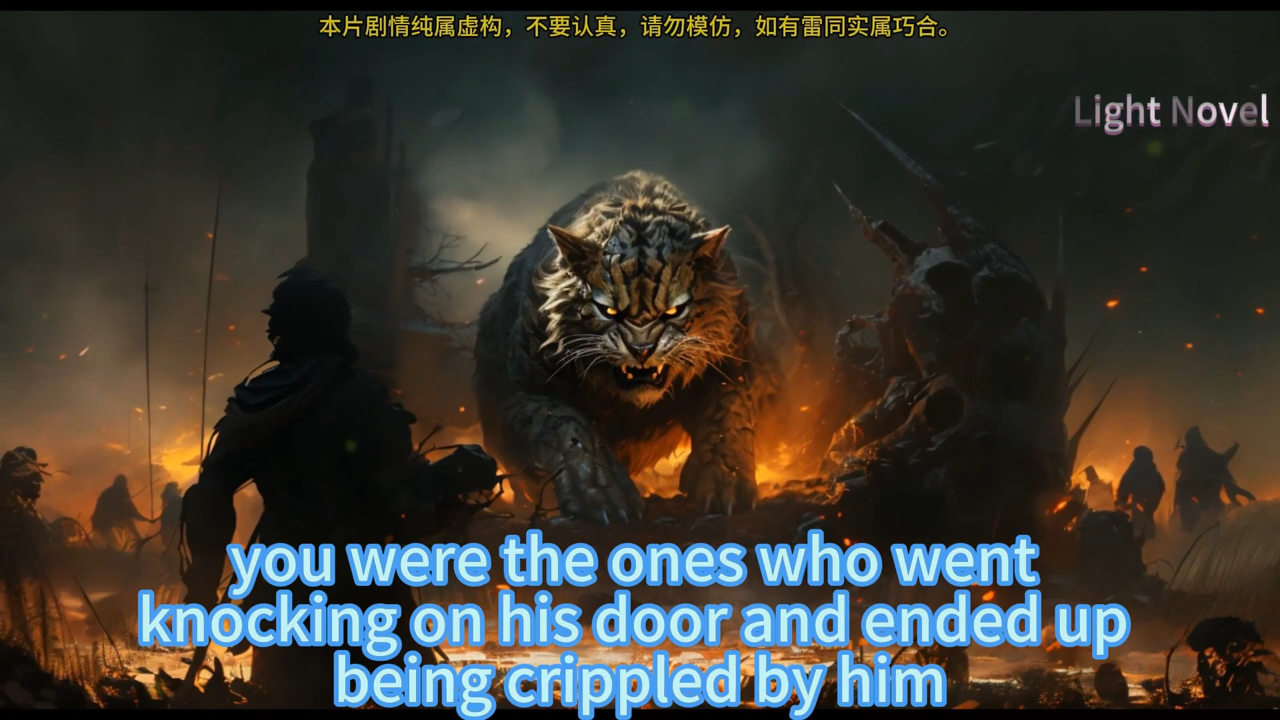 本片剧情纯属虚构，不要认真，请勿模仿，如有雷同实属巧合。
Light Novel
you were the ones who went
knocking on his door and ended up
being crippled by him